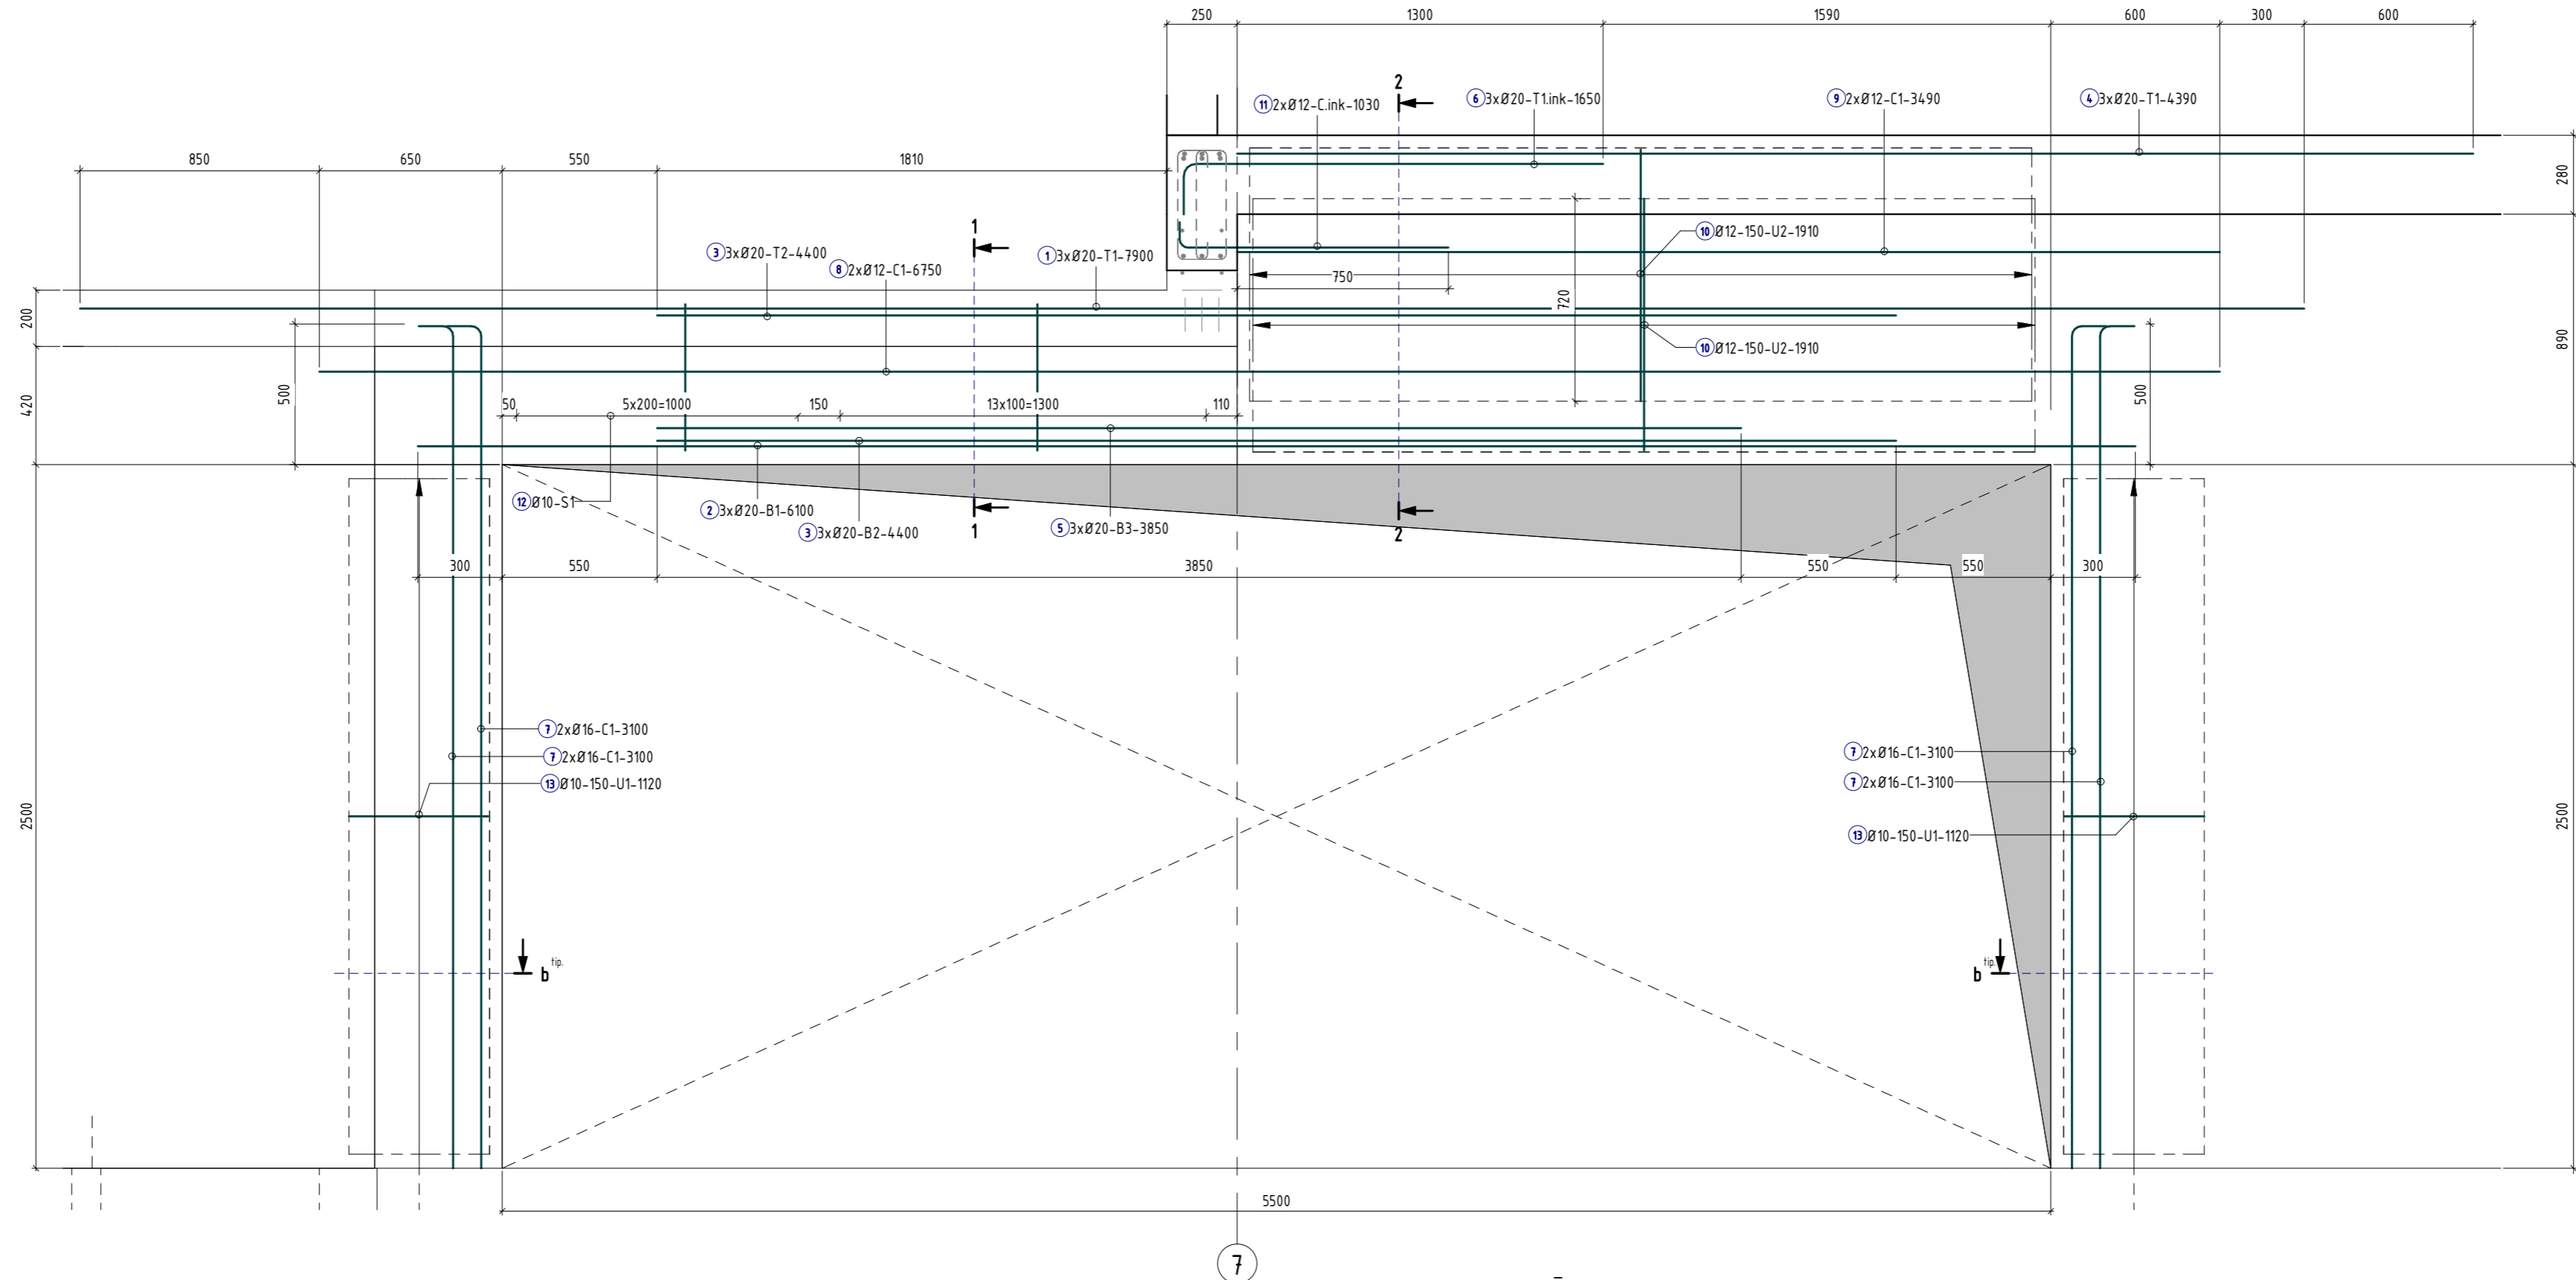 250
1300
1590
600
300
600
2
11 2xØ12-C.ink-1030
6 3xØ20-T1.ink-1650
9 2xØ12-C1-3490
4 3xØ20-T1-4390
850
650
550
1810
280
1
3 3xØ20-T2-4400
8 2xØ12-C1-6750
1 3xØ20-T1-7900
10 Ø12-150-U2-1910
750
720
200
500
890
10 Ø12-150-U2-1910
420
50
5x200=1000
150
13x100=1300
110
500
12 Ø10-S1
2 3xØ20-B1-6100
3 3xØ20-B2-4400
1
5 3xØ20-B3-3850
2
300
550
3850
550
550
300
7 2xØ16-C1-3100
7 2xØ16-C1-3100
13 Ø10-150-U1-1120
7 2xØ16-C1-3100
7 2xØ16-C1-3100
13 Ø10-150-U1-1120
2500
2500
b tip.
b tip.
5500
7